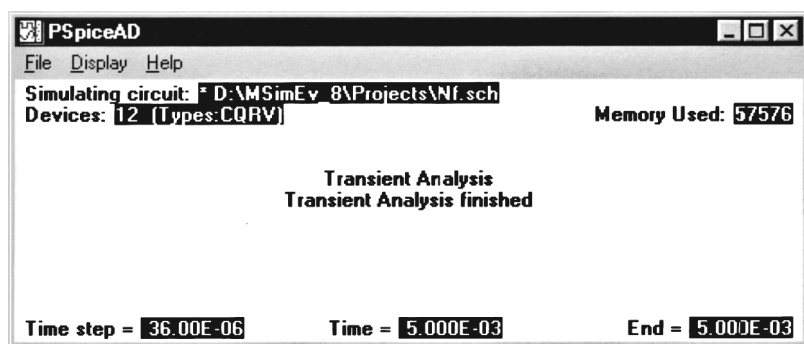 PSpiceAD
File Display Help
Simulating circuit: * D:\MSimEv_8\Projects\Nf.sch
Devices: 12 (Types:CQRV) Memory Used: 57576
Transient Analysis
Transient Analysis finished
Time step = 36.00E-06 Time = 5.000E-03 End = 5.000E-03